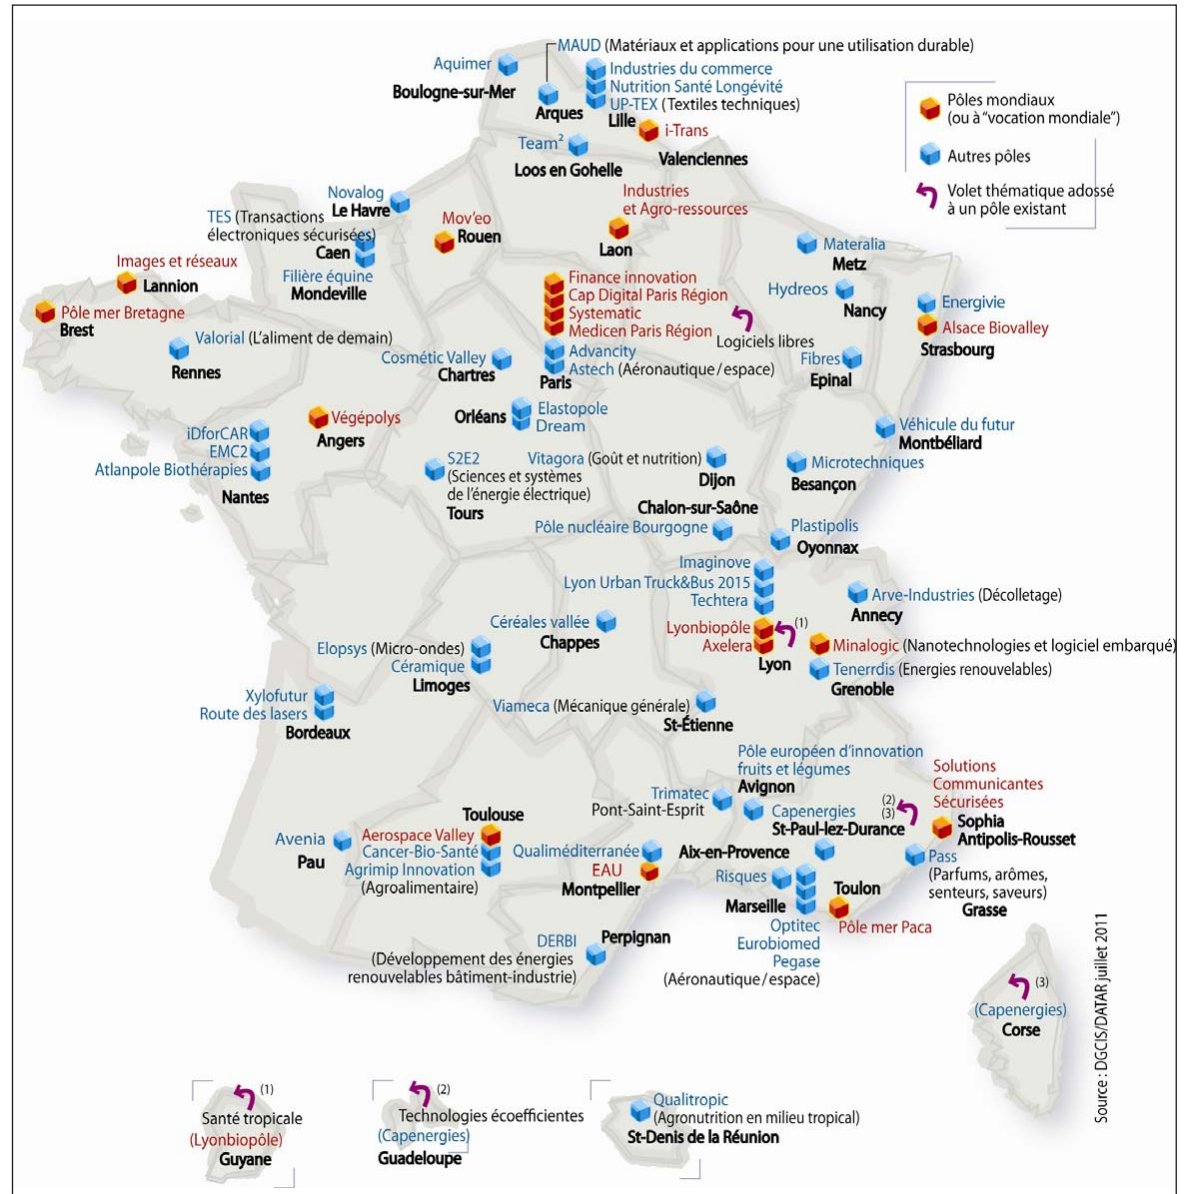 MAUD (Matériaux et applications pour une utilisation durable)
Aquimer
Boulogne-sur-Mer
Arques
Industries du commerce
Nutrition Santé Longévité
UP-TEX (Textiles techniques)
Lille
i-Trans
Valenciennes
Team²
Loos en Gohelle
Pôles mondiaux
(ou à "vocation mondiale")
Autres pôles
Volet thématique adossé
à un pôle existant
Novalog
Le Havre
TES (Transactions
électroniques sécurisées)
Caen
Filière équine
Mondeville
Mov'eo
Rouen
Industries
et Agro-ressources
Laon
Materalia
Metz
Images et réseaux
Lannion
Pôle mer Bretagne
Brest
Valorial (L'aliment de demain)
Rennes
Finance innovation
Cap Digital Paris Région
Systematic
Medicen Paris Région
Logiciels libres
Advancity
Astech (Aéronautique/espace)
Paris
Hydreos
Nancy
Energivie
Alsace Biovalley
Strasbourg
Fibres
Epinal
Cosmétic Valley
Chartres
Végépolys
Angers
Orléans
Elastopole
Dream
iDforCAR
EMC2
Atlanpole Biothérapies
Nantes
S2E2
(Sciences et systèmes
de l'énergie électrique)
Tours
Vitagora (Goût et nutrition)
Dijon
Véhicule du futur
Montbéliard
Microtechniques
Besançon
Chalon-sur-Saône
Pôle nucléaire Bourgogne
Plastipolis
Oyonnax
Imaginove
Lyon Urban Truck&Bus 2015
Techtera
Lyonbiopôle
(1)
Axelera
Lyon
Arve-Industries (Décolletage)
Annecy
Minalogic (Nanotechnologies et logiciel embarqué)
Tenerrdis (Energies renouvelables)
Grenoble
Céréales vallée
Chappes
Elopsys (Micro-ondes)
Céramique
Limoges
Xylofutur
Route des lasers
Bordeaux
Viameca (Mécanique générale)
St-Étienne
Pôle européen d'innovation
fruits et légumes
Avignon
Trimatec
Pont-Saint-Esprit
Capenergies
(2)
(3)
St-Paul-lez-Durance
Solutions
Communicantes
Sécurisées
Sophia
Antipolis-Rousset
Toulouse
Aerospace Valley
Cancer-Bio-Santé
Agrimip Innovation
(Agroalimentaire)
Avenia
Pau
Qualiméditerranée
EAU
Montpellier
Aix-en-Provence
Risques
Marseille
Optitec
Eurobiomed
Pegase
(Aéronautique/espace)
Toulon
Pôle mer Paca
Pass
(Parfums, arômes,
senteurs, saveurs)
Grasse
Perpignan
DERBI
(Développement des énergies
renouvelables bâtiment-industrie)
(3)
(Capenergies)
Corse
Source : DGCIS/DATAR juillet 2011
(1)
Santé tropicale
(Lyonbiopôle)
Guyane
(2)
Technologies écoefficientes
(Capenergies)
Guadeloupe
Qualitropic
(Agronutrition en milieu tropical)
St-Denis de la Réunion